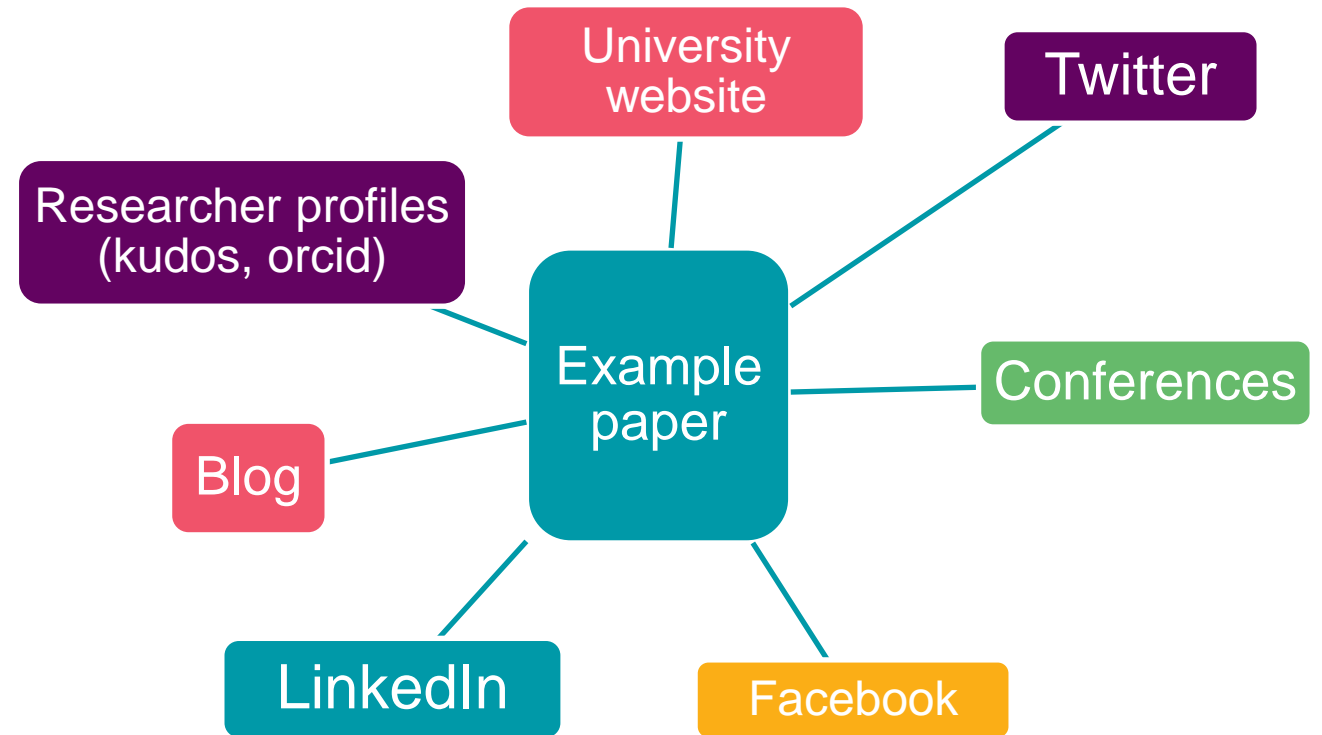 University
website
Twitter
Researcher profiles
(kudos, orcid)
Example
paper
Conferences
Blog
LinkedIn
Facebook